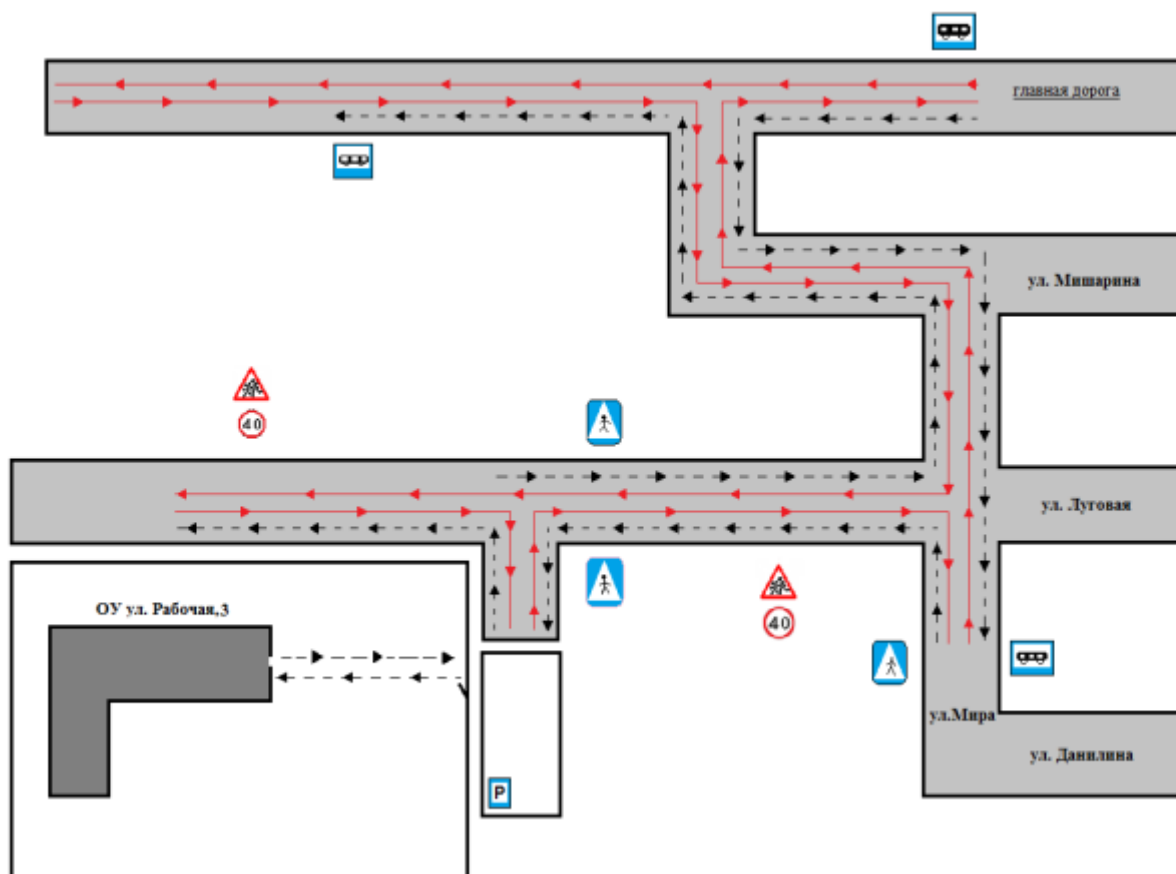 главная дорога
ул. Мишарина
40
ул. Луговая
40
ОУ ул. Рабочая,3
ул.Мира
ул. Данилина
P